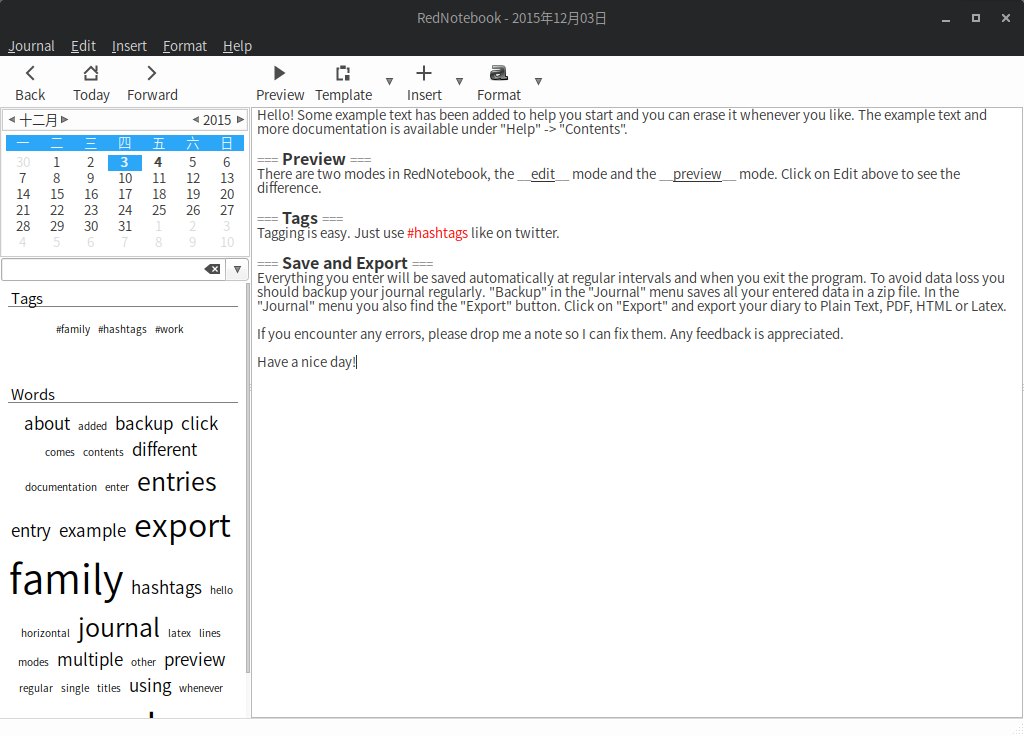 RedNotebook - 2015年12月03日
Journal Edit Insert Format Help
Back Today Forward Preview Template Insert Format
十二月 2015
一 二 三 四 五 六 日
30 1 2 3 4 5 6
7 8 9 10 11 12 13
14 15 16 17 18 19 20
21 22 23 24 25 26 27
28 29 30 31 1 2 3
4 5 6 7 8 9 10
Tags
#family #hashtags #work
Words
about added backup click
comes contents different
documentation enter entries
entry example export
family hashtags hello
horizontal journal latex lines
modes multiple other preview
regular single titles using whenever
Hello! Some example text has been added to help you start and you can erase it whenever you like. The example text and
more documentation is available under "Help" -> "Contents".
=== Preview ===
There are two modes in RedNotebook, the __edit__ mode and the __preview__ mode. Click on Edit above to see the
difference.
=== Tags ===
Tagging is easy. Just use #hashtags like on twitter.
=== Save and Export ===
Everything you enter will be saved automatically at regular intervals and when you exit the program. To avoid data loss you
should backup your journal regularly. "Backup" in the "Journal" menu saves all your entered data in a zip file. In the
"Journal" menu you also find the "Export" button. Click on "Export" and export your diary to Plain Text, PDF, HTML or Latex.
If you encounter any errors, please drop me a note so I can fix them. Any feedback is appreciated.
Have a nice day!